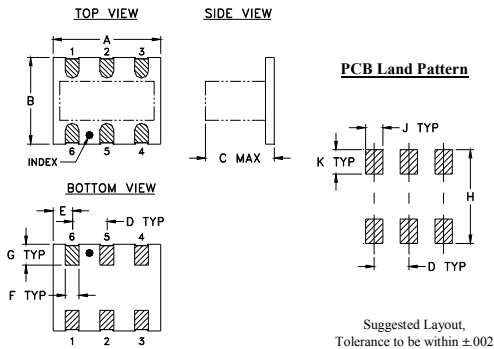 TOP VIEW
SIDE VIEW
A
1 2 3
B
6 5 4
INDEX
C MAX
BOTTOM VIEW
E
D TYP
6 5 4
G TYP
F TYP
1 2 3
PCB Land Pattern
J TYP
K TYP
H
D TYP
Suggested Layout,
Tolerance to be within ±.002